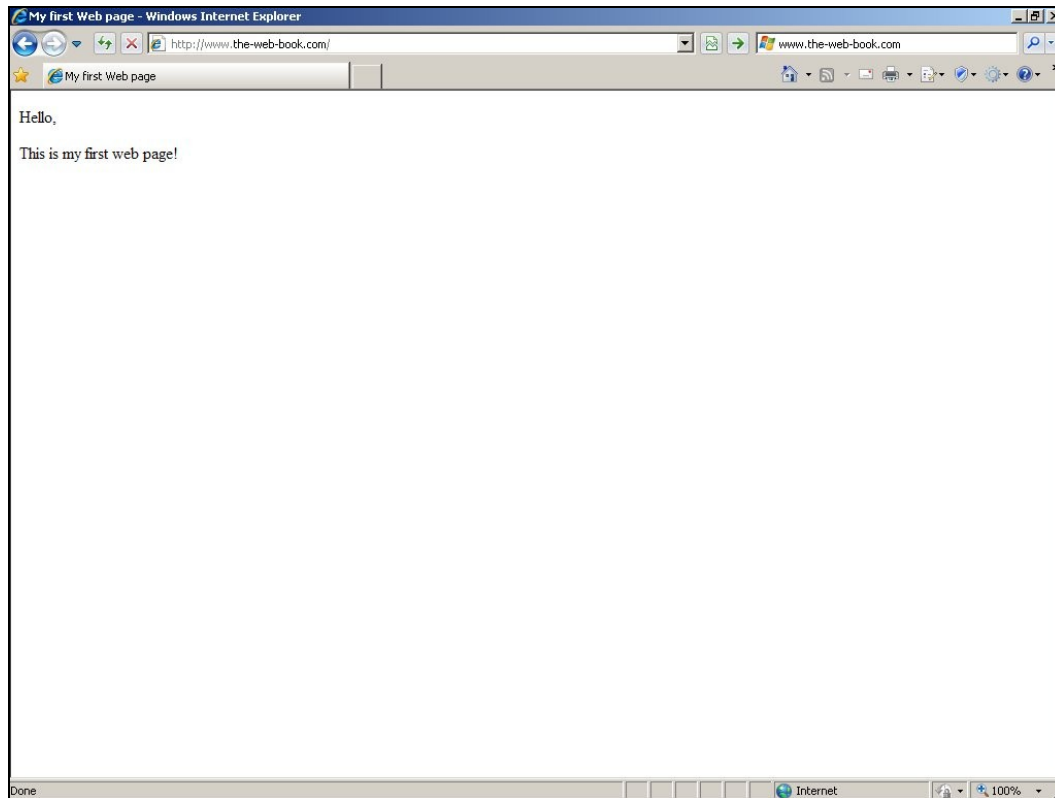 My first Web page - Windows Internet Explorer
http://www.the-web-book.com/
www.the-web-book.com
My first Web page
Hello,
This is my first web page!
Done
Internet
100%